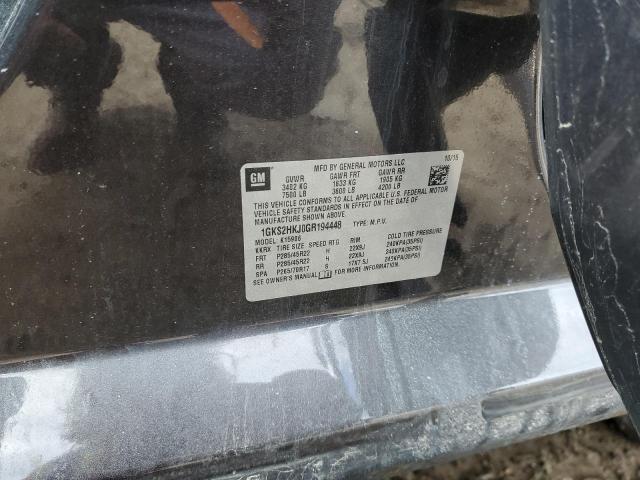 GM
MFD BY GENERAL MOTORS LLC
10/15
GVWR GAWR FRT GAWR RR
3402 KG 1633 KG 1905 KG
7500 LB 3600 LB 4200 LB
THIS VEHICLE CONFORMS TO ALL APPLICABLE U.S. FEDERAL MOTOR
VEHICLE SAFETY STANDARDS IN EFFECT ON THE DATE OF
MANUFACTURE SHOWN ABOVE.
1GKS2HKJ0GR194448 TYPE: M.P.V.
MODEL: K15906
KKRX TIRE SIZE SPEED RTG RIM COLD TIRE PRESSURE
FRT P285/45R22 H 22X9J 240KPA(35PSI)
RR P285/45R22 H 22X9J 240KPA(35PSI)
SPA P265/70R17 S 17X7.5J 240KPA(35PSI)
SEE OWNER'S MANUAL FOR MORE INFORMATION.